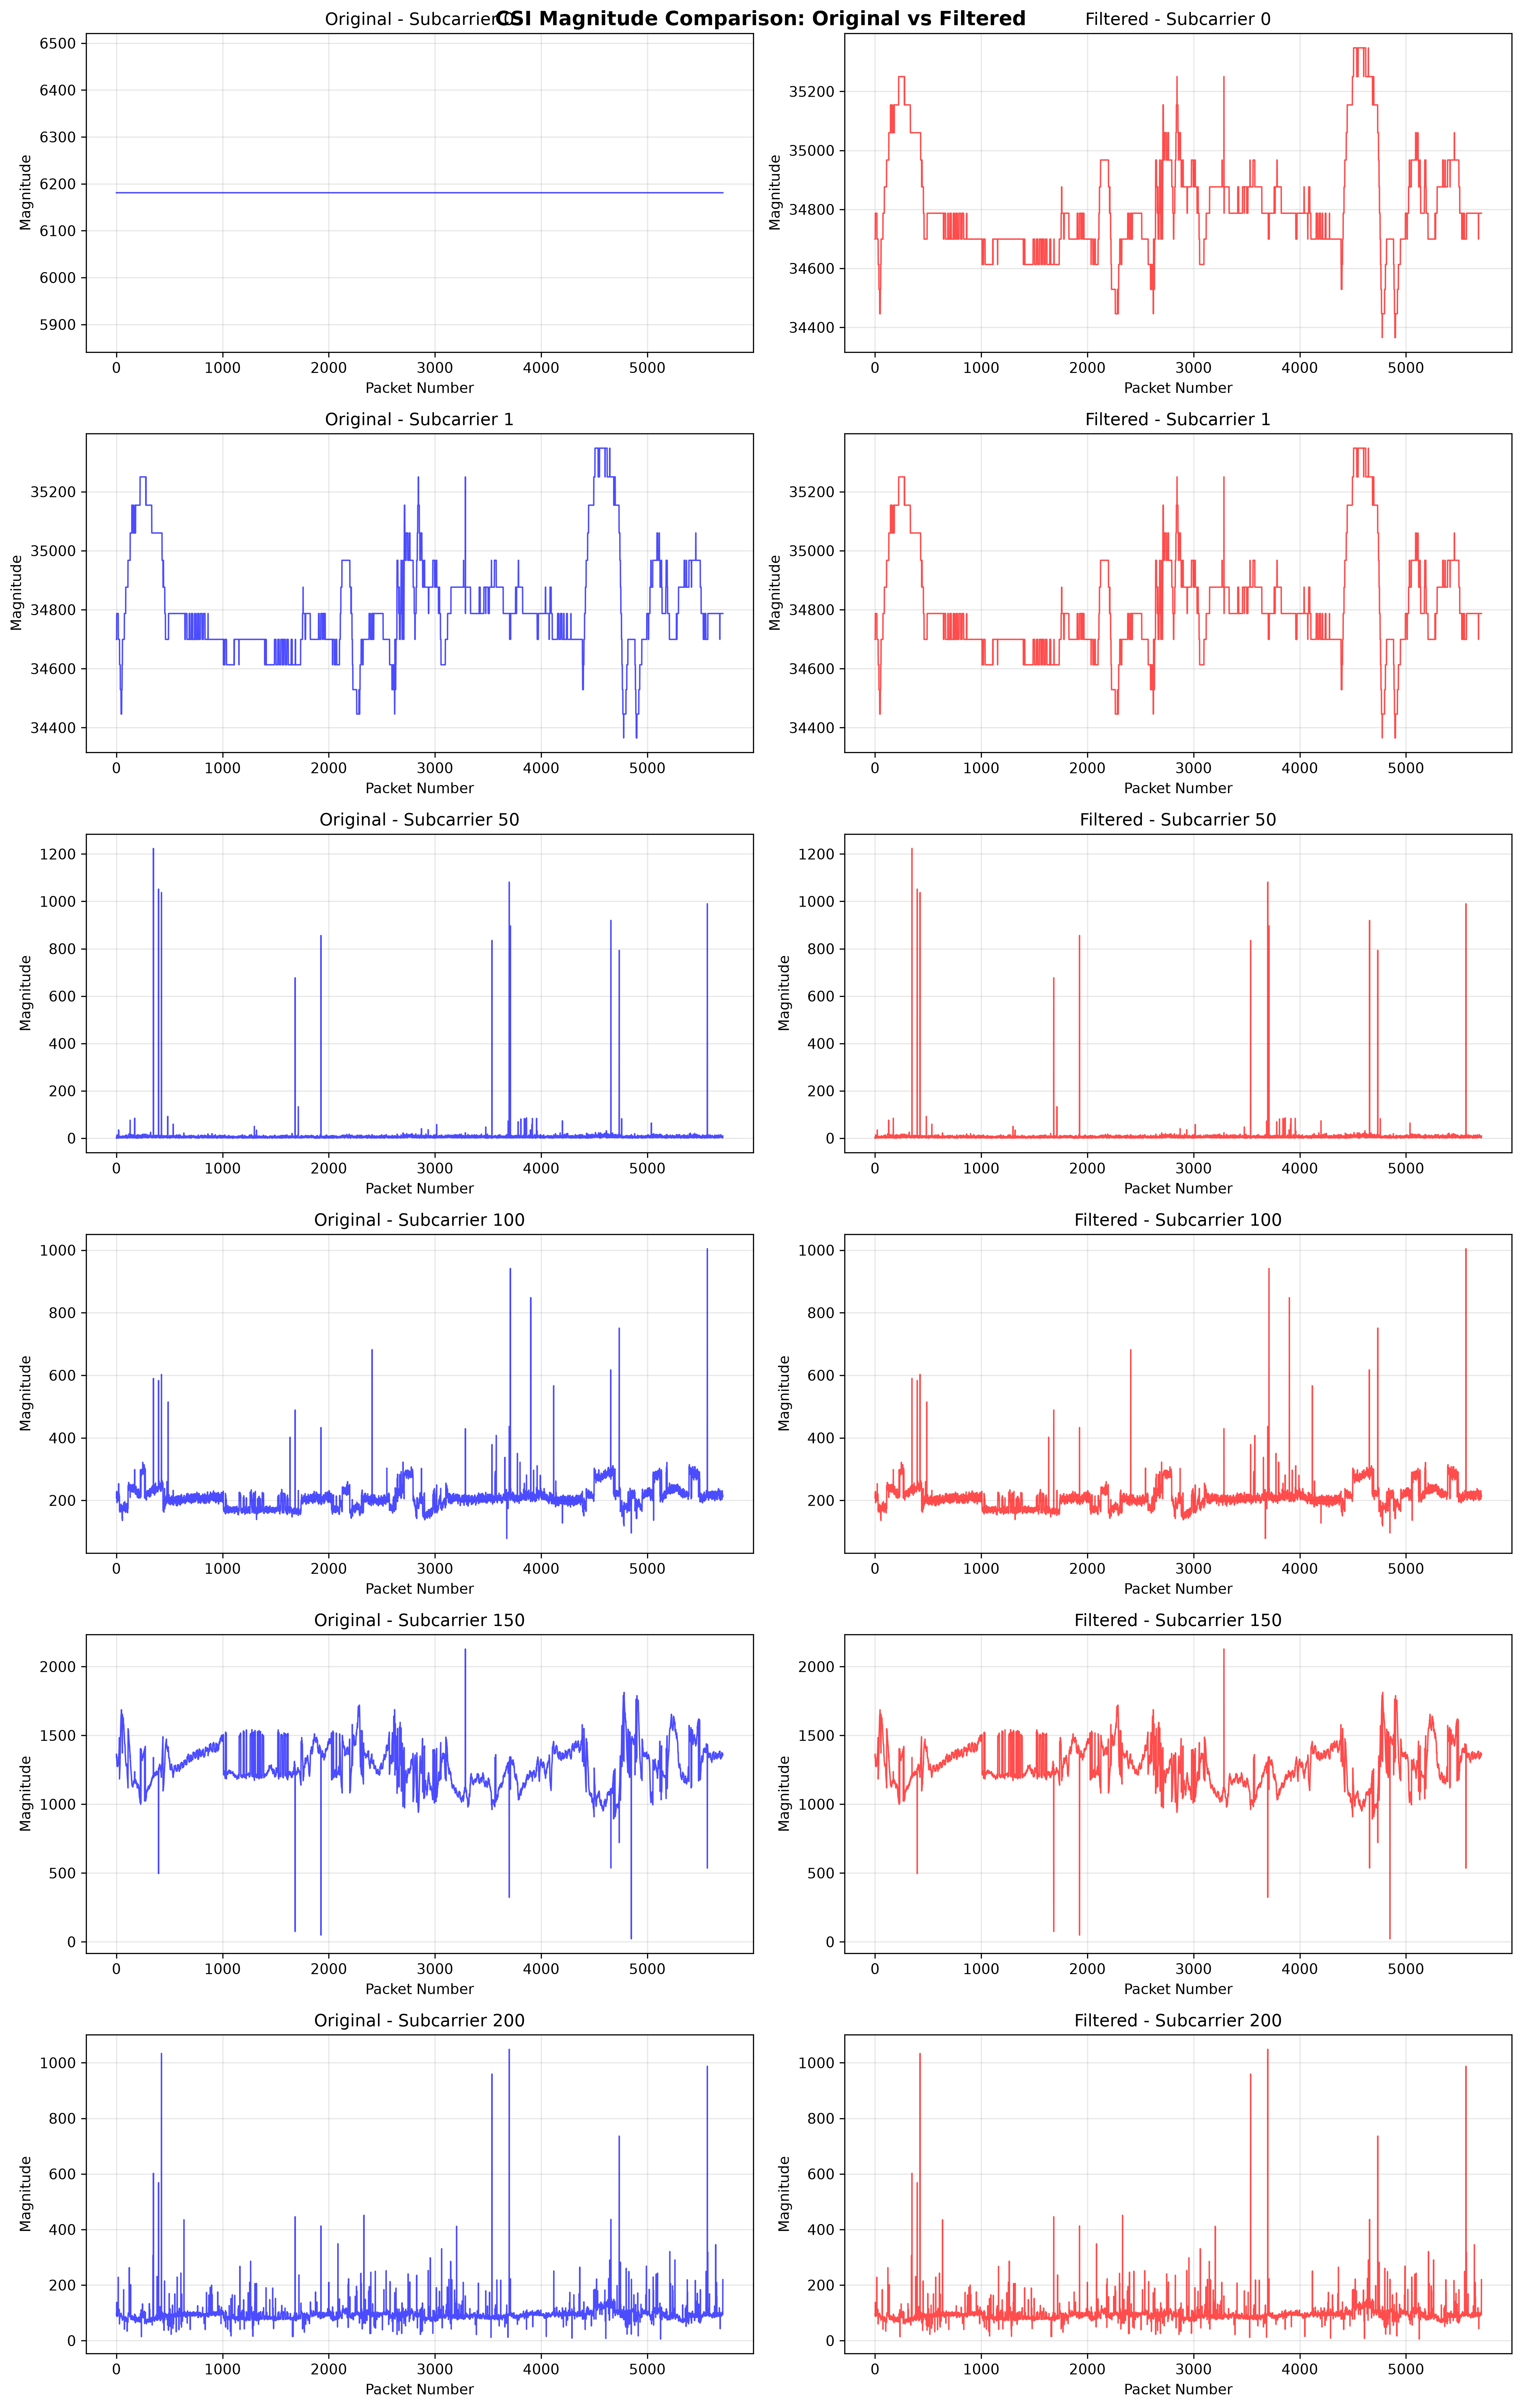 CSI Magnitude Comparison: Original vs Filtered
Original - Subcarrier 0
Filtered - Subcarrier 0
6500
6400
6300
6200
6100
6000
5900
Magnitude
0 1000 2000 3000 4000 5000
Packet Number
35200
35000
34800
34600
34400
Magnitude
0 1000 2000 3000 4000 5000
Packet Number
Original - Subcarrier 1
Filtered - Subcarrier 1
35200
35000
34800
34600
34400
Magnitude
0 1000 2000 3000 4000 5000
Packet Number
35200
35000
34800
34600
34400
Magnitude
0 1000 2000 3000 4000 5000
Packet Number
Original - Subcarrier 50
Filtered - Subcarrier 50
1200
1000
800
600
400
200
0
Magnitude
0 1000 2000 3000 4000 5000
Packet Number
1200
1000
800
600
400
200
0
Magnitude
0 1000 2000 3000 4000 5000
Packet Number
Original - Subcarrier 100
Filtered - Subcarrier 100
1000
800
600
400
200
Magnitude
0 1000 2000 3000 4000 5000
Packet Number
1000
800
600
400
200
Magnitude
0 1000 2000 3000 4000 5000
Packet Number
Original - Subcarrier 150
Filtered - Subcarrier 150
2000
1500
1000
500
0
Magnitude
0 1000 2000 3000 4000 5000
Packet Number
2000
1500
1000
500
0
Magnitude
0 1000 2000 3000 4000 5000
Packet Number
Original - Subcarrier 200
Filtered - Subcarrier 200
1000
800
600
400
200
0
Magnitude
0 1000 2000 3000 4000 5000
Packet Number
1000
800
600
400
200
0
Magnitude
0 1000 2000 3000 4000 5000
Packet Number